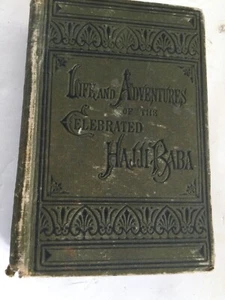 LIFE AND ADVENTURES
OF THE
CELEBRATED
HAJJI-BABA